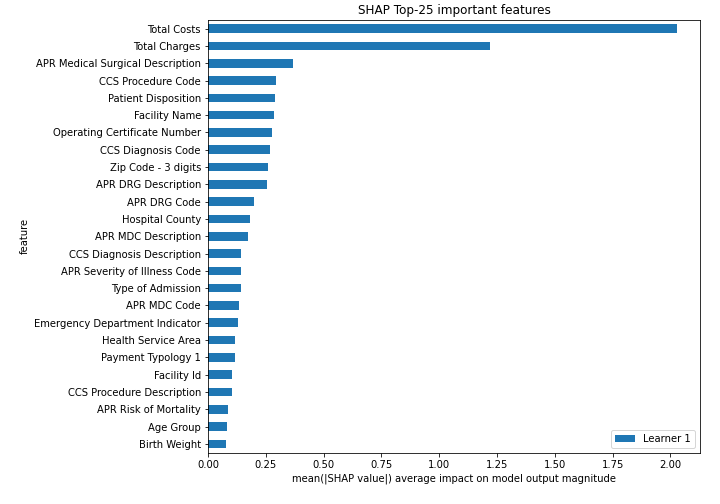 SHAP Top-25 important features
Total Costs
Total Charges
APR Medical Surgical Description
CCS Procedure Code
Patient Disposition
Facility Name
Operating Certificate Number
CCS Diagnosis Code
Zip Code - 3 digits
APR DRG Description
APR DRG Code
Hospital County
APR MDC Description
CCS Diagnosis Description
APR Severity of Illness Code
Type of Admission
APR MDC Code
Emergency Department Indicator
Health Service Area
Payment Typology 1
Facility Id
CCS Procedure Description
APR Risk of Mortality
Age Group
Birth Weight
feature
Learner 1
0.00 0.25 0.50 0.75 1.00 1.25 1.50 1.75 2.00
mean(|SHAP value|) average impact on model output magnitude